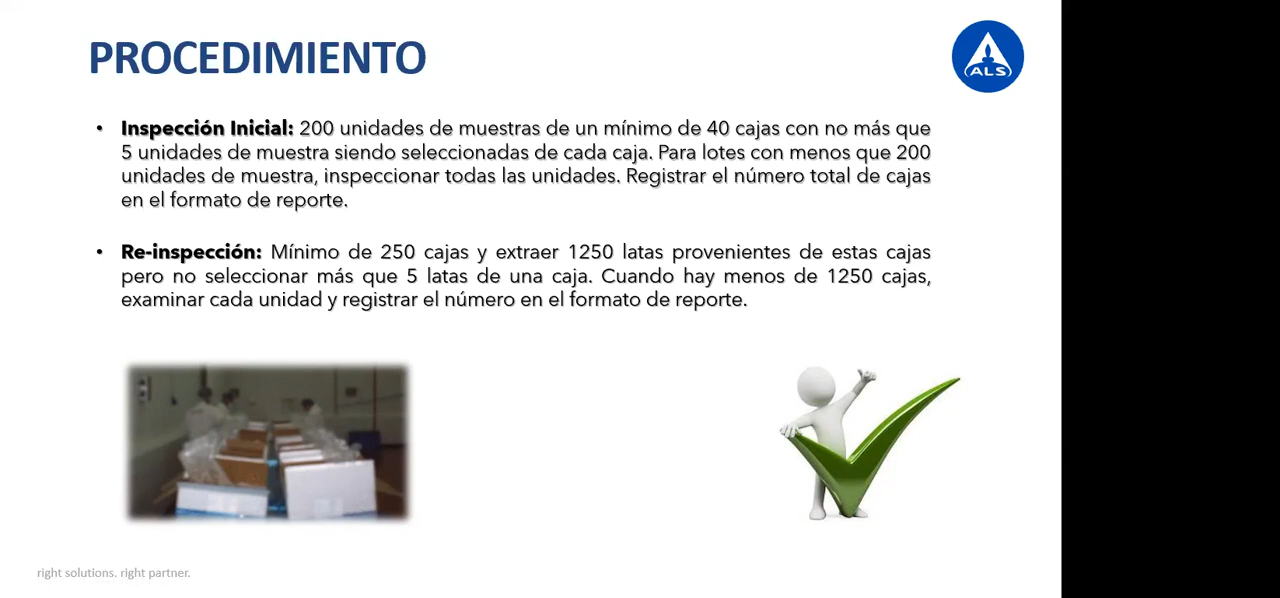 PROCEDIMIENTO
ALS
• Inspección Inicial: 200 unidades de muestras de un mínimo de 40 cajas con no más que
5 unidades de muestra siendo seleccionadas de cada caja. Para lotes con menos que 200
unidades de muestra, inspeccionar todas las unidades. Registrar el número total de cajas
en el formato de reporte.
• Re-inspección: Mínimo de 250 cajas y extraer 1250 latas provenientes de estas cajas
pero no seleccionar más que 5 latas de una caja. Cuando hay menos de 1250 cajas,
examinar cada unidad y registrar el número en el formato de reporte.
right solutions. right partner.